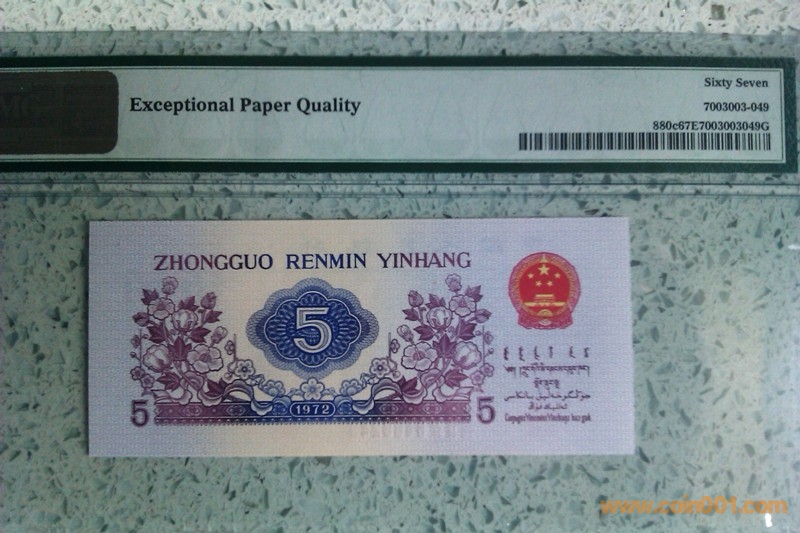 Sixty Seven
Exceptional Paper Quality
7003003-049
880c67E7003003049G
ZHONGGUO RENMIN YINHANG
5
5
1972
5
www.coin001.com